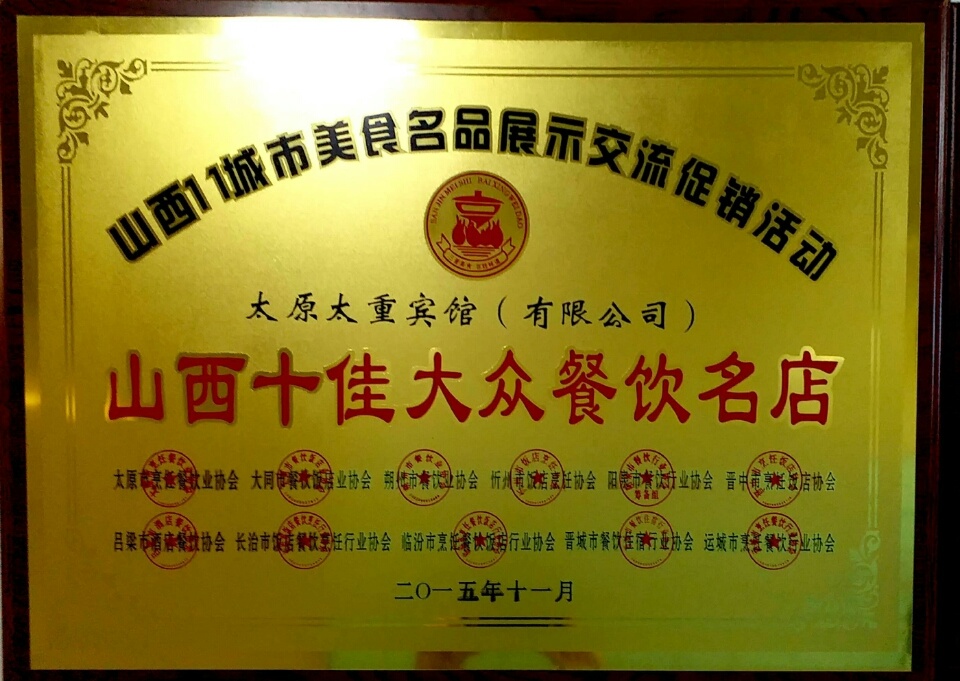 山西11城市美食名品展示交流促销活动
SAN JIN MEI SHI BAI XING WEI DAO
太原太重宾馆（有限公司）
山西十佳大众餐饮名店
太原市烹饪餐饮业协会 大同市餐饮饭店业协会 朔州市餐饮业协会 忻州市饭店烹饪协会 阳泉市餐饮行业协会 晋中市烹饪饭店协会
吕梁市酒店餐饮协会 长治市饭店餐饮烹饪行业协会 临汾市烹饪餐饮饭店行业协会 晋城市餐饮住宿行业协会 运城市烹饪餐饮行业协会
二〇一五年十一月